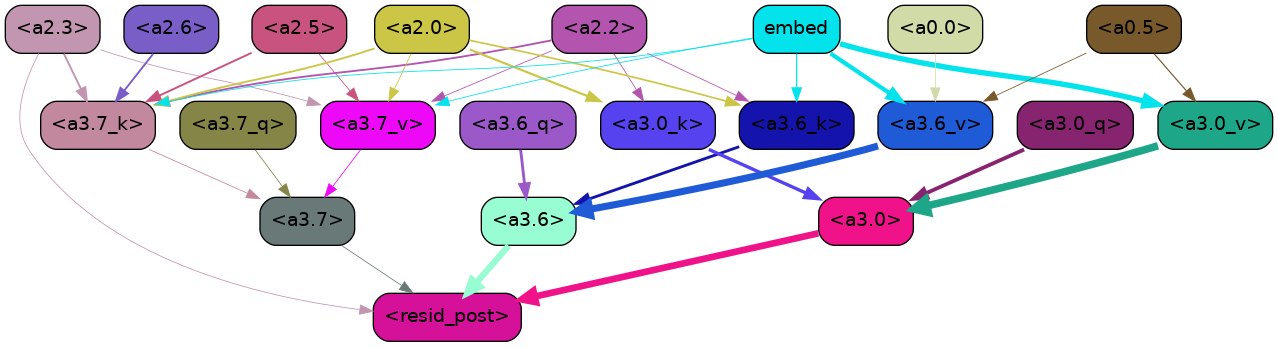 <a2.3> <a2.6> <a2.5> <a2.0> <a2.2> embed <a0.0> <a0.5>
<a3.7_k> <a3.7_q> <a3.7_v> <a3.6_q> <a3.0_k> <a3.6_k> <a3.6_v> <a3.0_q> <a3.0_v>
<a3.7> <a3.6> <a3.0>
<resid_post>